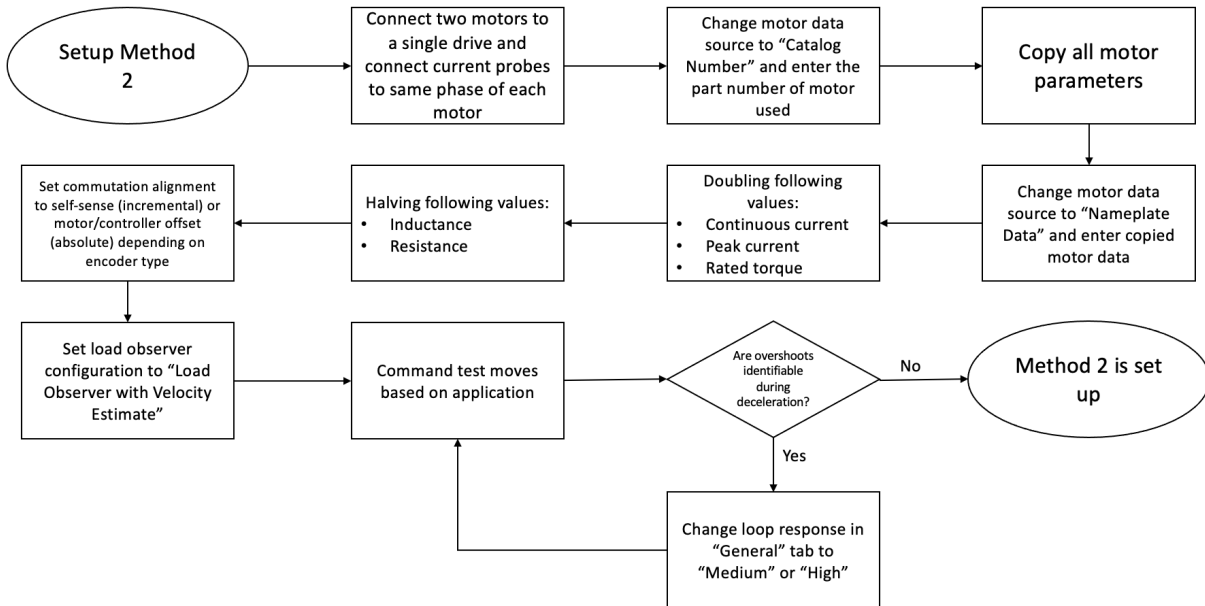 Setup Method
2
Connect two motors to
a single drive and
connect current probes
to same phase of each
motor
Change motor data
source to “Catalog
Number” and enter the
part number of motor
used
Copy all motor
parameters
Change motor data
source to “Nameplate
Data” and enter copied
motor data
Doubling following
values:
• Continuous current
• Peak current
• Rated torque
Halving following values:
• Inductance
• Resistance
Set commutation alignment
to self-sense (incremental) or
motor/controller offset
(absolute) depending on
encoder type
Set load observer
configuration to “Load
Observer with Velocity
Estimate”
Command test moves
based on application
Are overshoots
identifiable
during
deceleration?
No
Method 2 is set
up
Yes
Change loop response in
“General” tab to
“Medium” or “High”